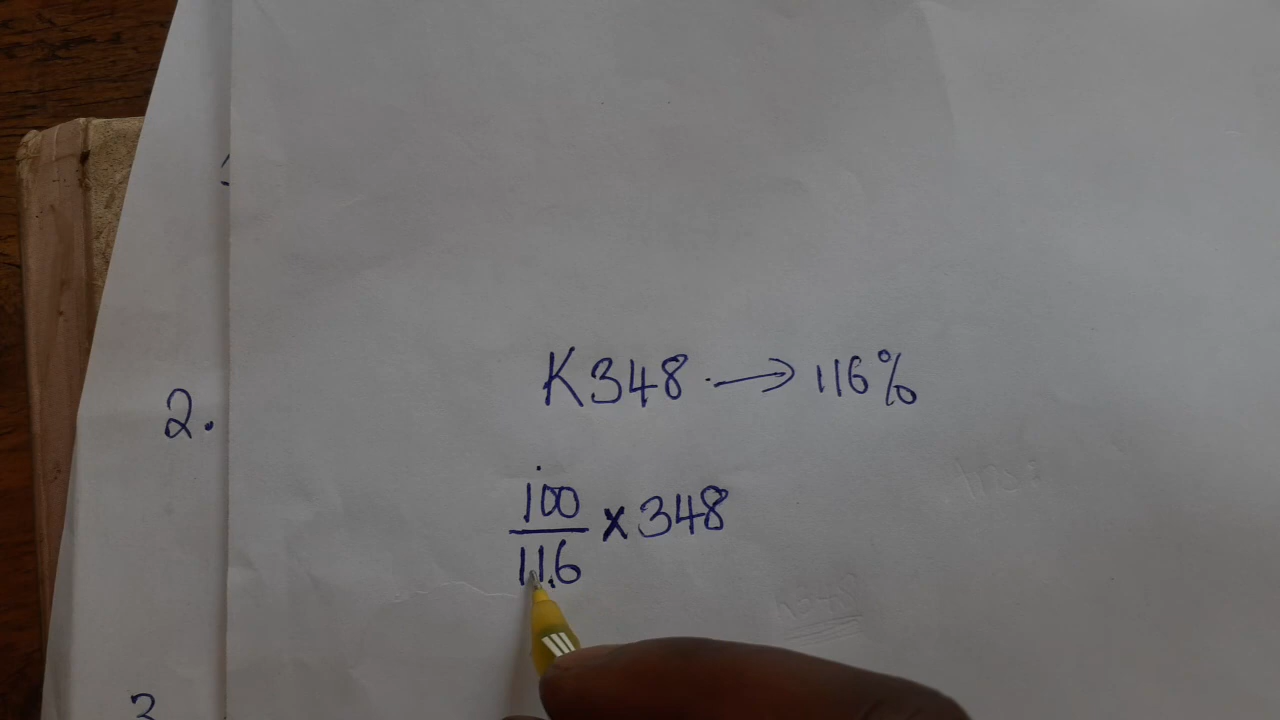 K348 → 116%
2.
100
116 × 348
3